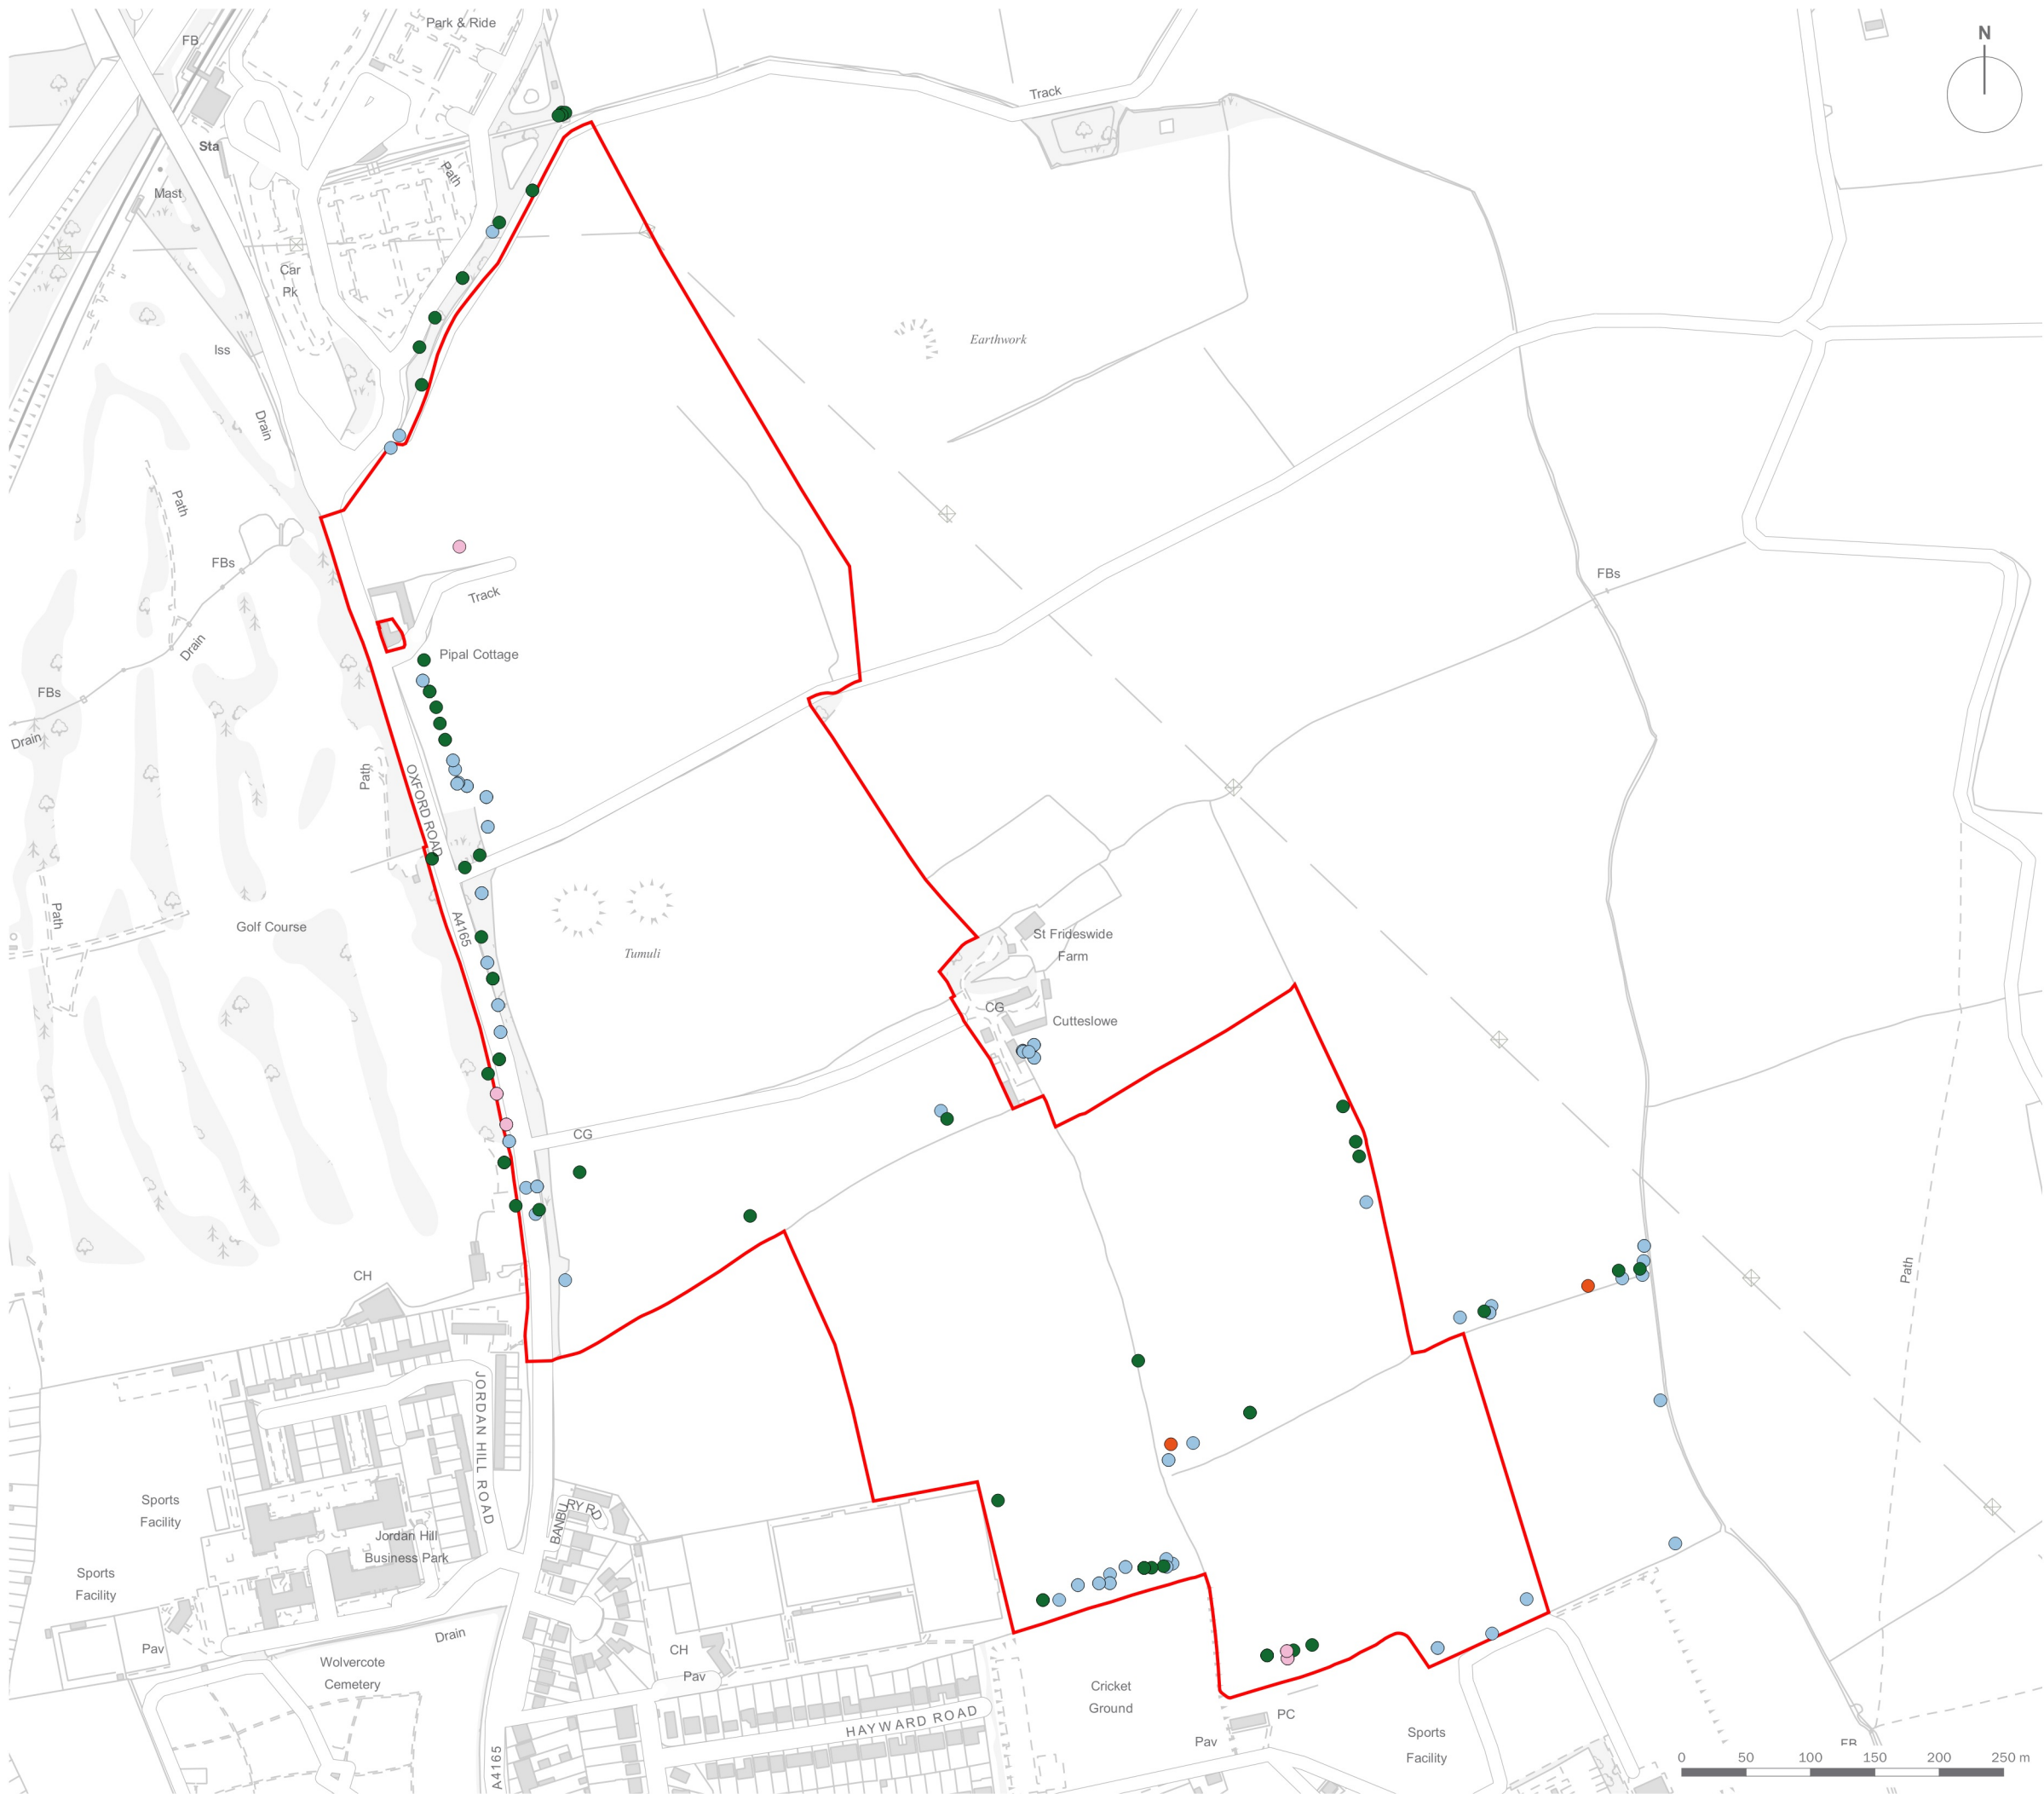 Park & Ride
FB
N
Track
Sta
Path
Mast
Car
Pk
Earthwork
Iss
Drain
Path
FBs
FBs
Track
Drain
Pipal Cottage
FBs
Drain
Path
OXFORD ROAD
Path
A4165
Golf Course
St Frideswide
Farm
Tumuli
CG
Cutteslowe
CG
CH
Path
JORDAN HILL ROAD
Sports
Facility
BANBURY RD
Jordan Hill
Business Park
Sports
Facility
Drain
Pav
CH
Wolvercote
Cemetery
Pav
Cricket
Ground
HAYWARD ROAD
PC
Pav
Sports
Facility
FB
A4165
0 50 100 150 200 250 m